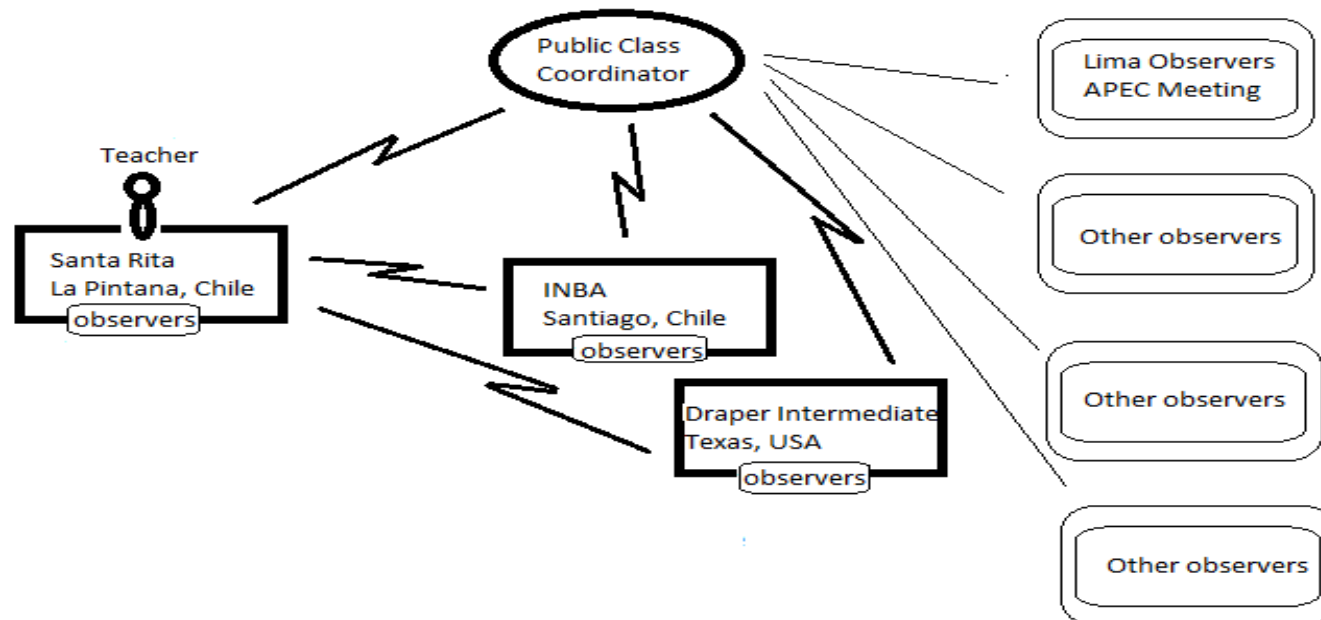 Public Class
Coordinator
Lima Observers
APEC Meeting
Teacher
Santa Rita
La Pintana, Chile
observers
INBA
Santiago, Chile
observers
Draper Intermediate
Texas, USA
observers
Other observers
Other observers
Other observers